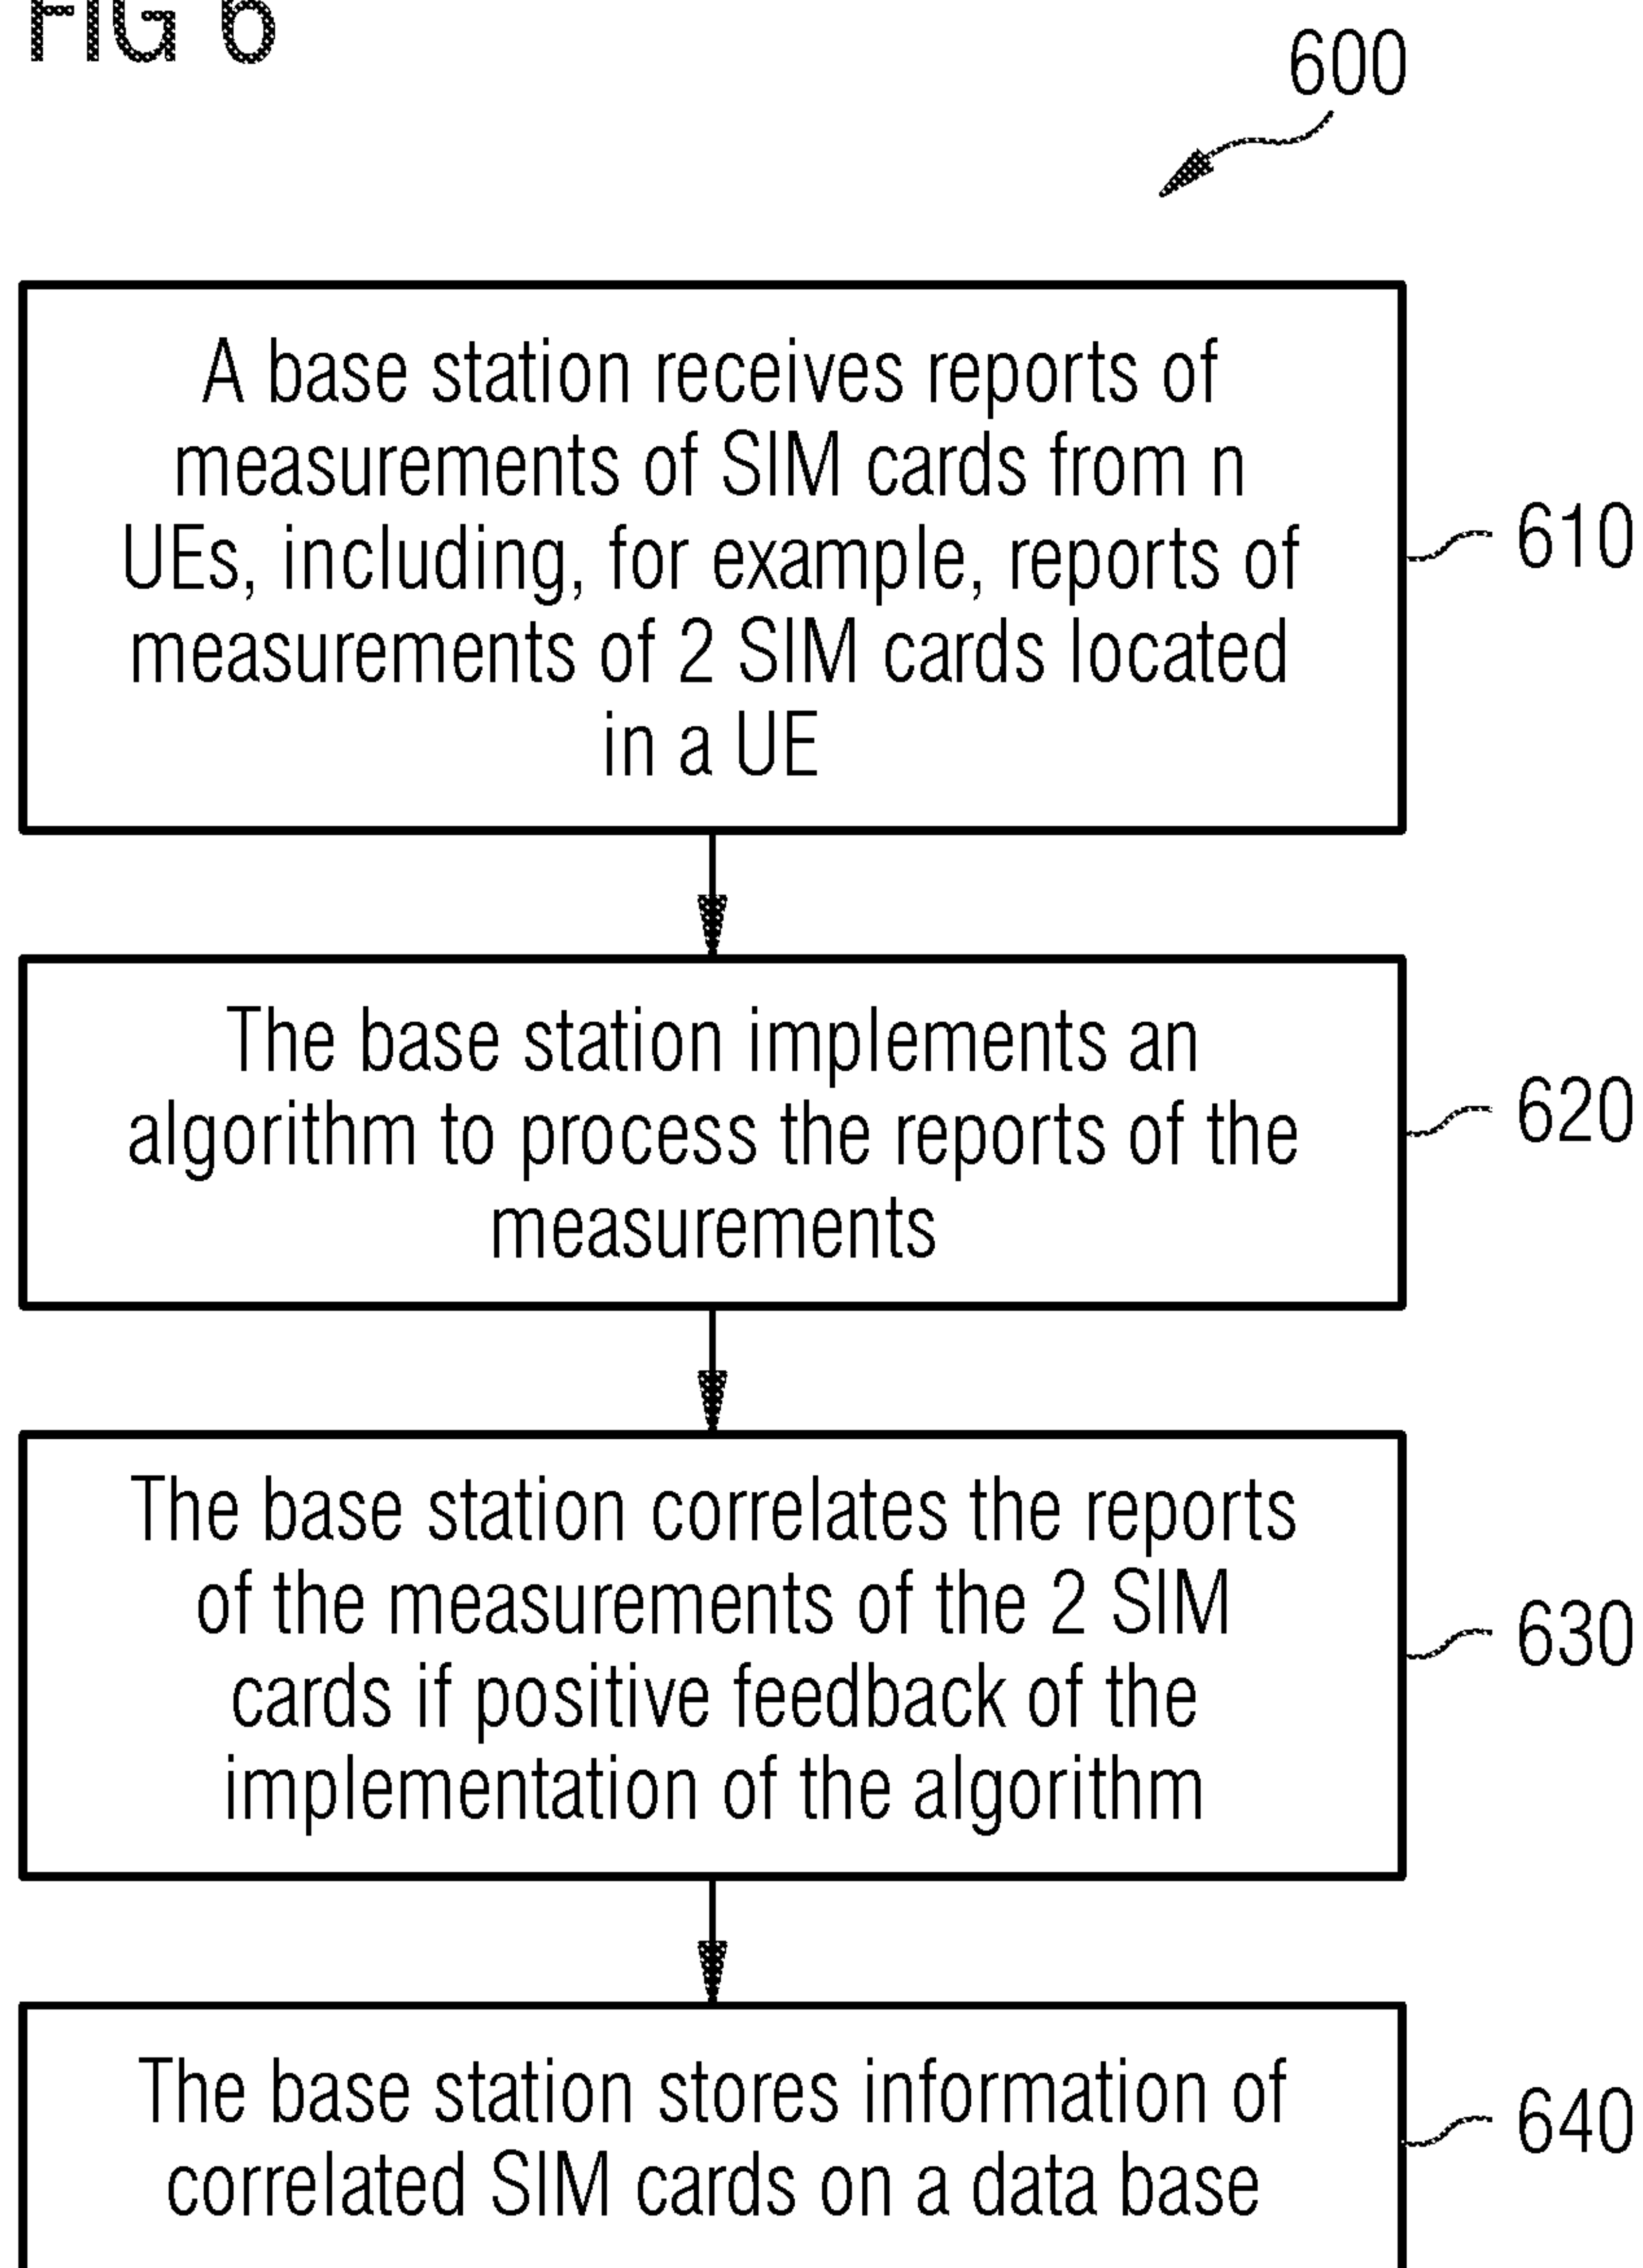 FIG 6
600
A base station receives reports of
measurements of SIM cards from n
UEs, including, for example, reports of
measurements of 2 SIM cards located
in a UE
610
The base station implements an
algorithm to process the reports of the
measurements
620
The base station correlates the reports
of the measurements of the 2 SIM
cards if positive feedback of the
implementation of the algorithm
630
The base station stores information of
correlated SIM cards on a data base
640